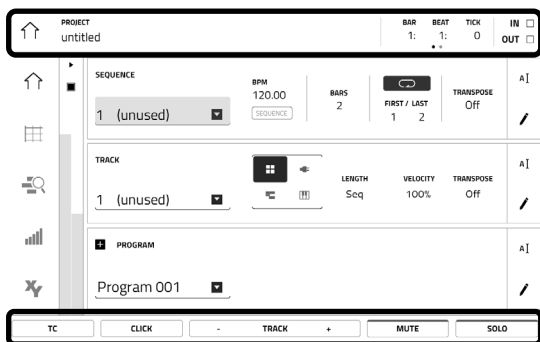 PROJECT
untitled
BAR BEAT TICK
1: 1: 0
IN
OUT
SEQUENCE
1 (unused)
BPM
120.00
SEQUENCE
BARS
2
FIRST / LAST
1 2
TRANSPOSE
Off
A
TRACK
1 (unused)
LENGTH
Seq
VELOCITY
100%
TRANSPOSE
Off
A
PROGRAM
Program 001
A
XY
TC CLICK - TRACK + MUTE SOLO